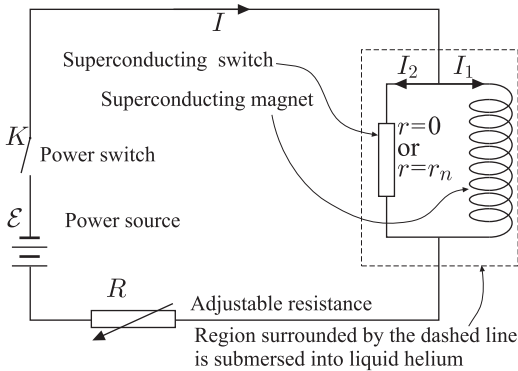 I
Superconducting switch
I₂ I₁
Superconducting magnet
r=0
or
r=rₙ
K
Power switch
ℰ
Power source
R
Adjustable resistance
Region surrounded by the dashed line
is submersed into liquid helium